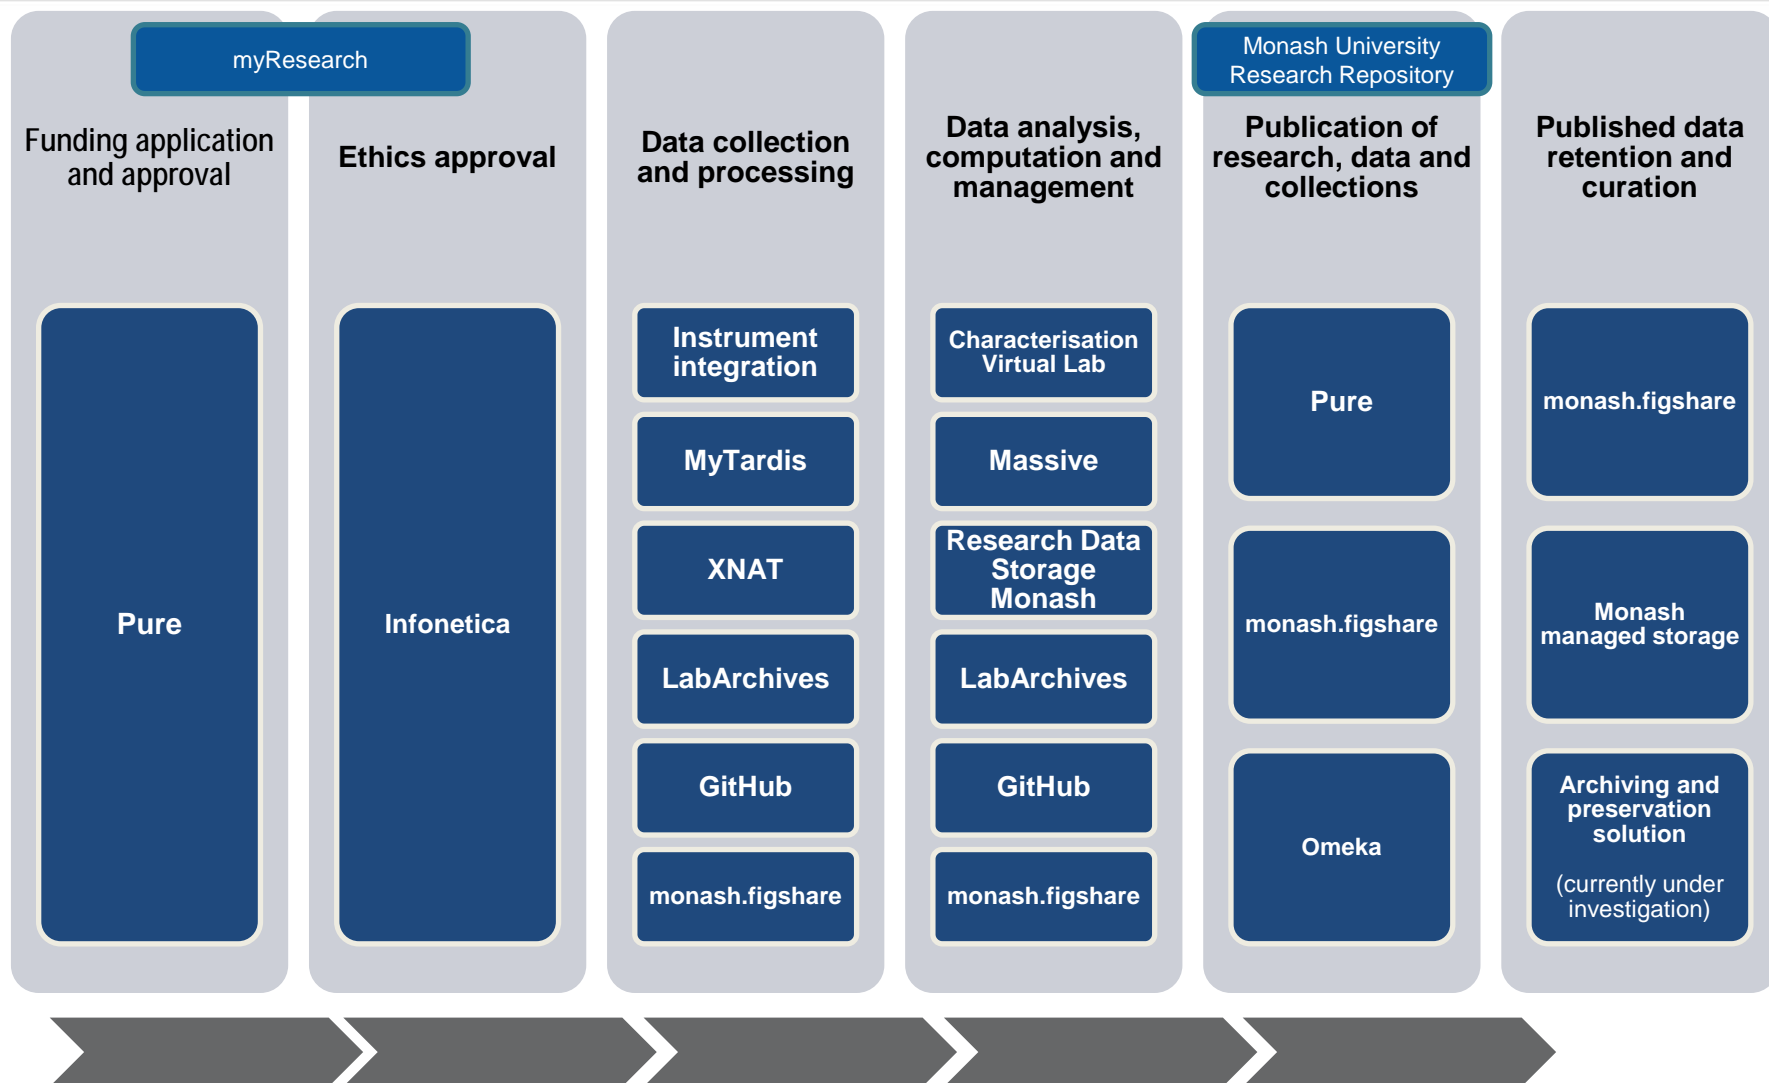 myResearch
Monash University
Research Repository
Funding application
and approval
Ethics approval
Data collection
and processing
Data analysis,
computation and
management
Publication of
research, data and
collections
Published data
retention and
curation
Pure
Infonetica
Instrument
integration
MyTardis
XNAT
LabArchives
GitHub
monash.figshare
Characterisation
Virtual Lab
Massive
Research Data
Storage
Monash
LabArchives
GitHub
monash.figshare
Pure
monash.figshare
Omeka
monash.figshare
Monash
managed storage
Archiving and
preservation
solution
(currently under
investigation)